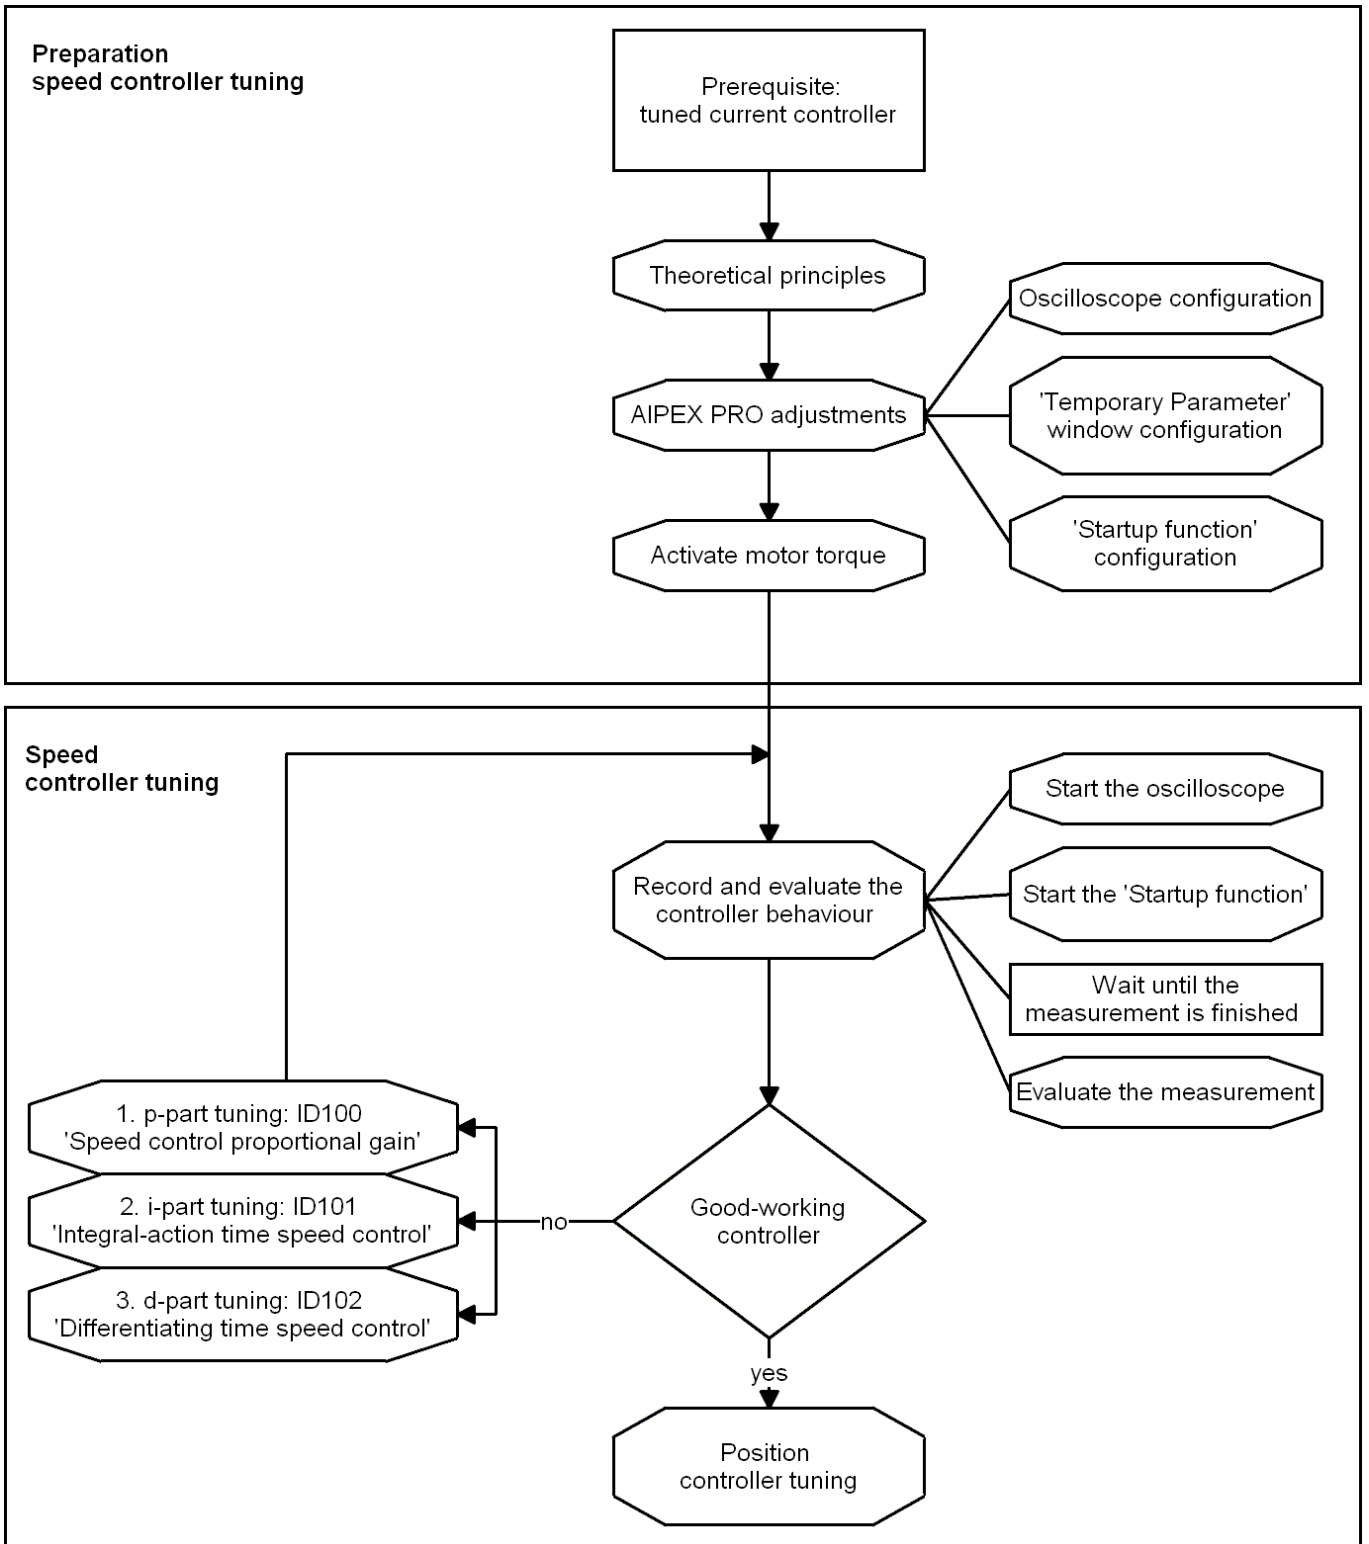 Preparation
speed controller tuning
Prerequisite:
tuned current controller
Theoretical principles
AIPEX PRO adjustments
Oscilloscope configuration
'Temporary Parameter'
window configuration
'Startup function'
configuration
Activate motor torque
Speed
controller tuning
Record and evaluate the
controller behaviour
Start the oscilloscope
Start the 'Startup function'
Wait until the
measurement is finished
Evaluate the measurement
Good-working
controller
no
1. p-part tuning: ID100
'Speed control proportional gain'
2. i-part tuning: ID101
'Integral-action time speed control'
3. d-part tuning: ID102
'Differentiating time speed control'
yes
Position
controller tuning